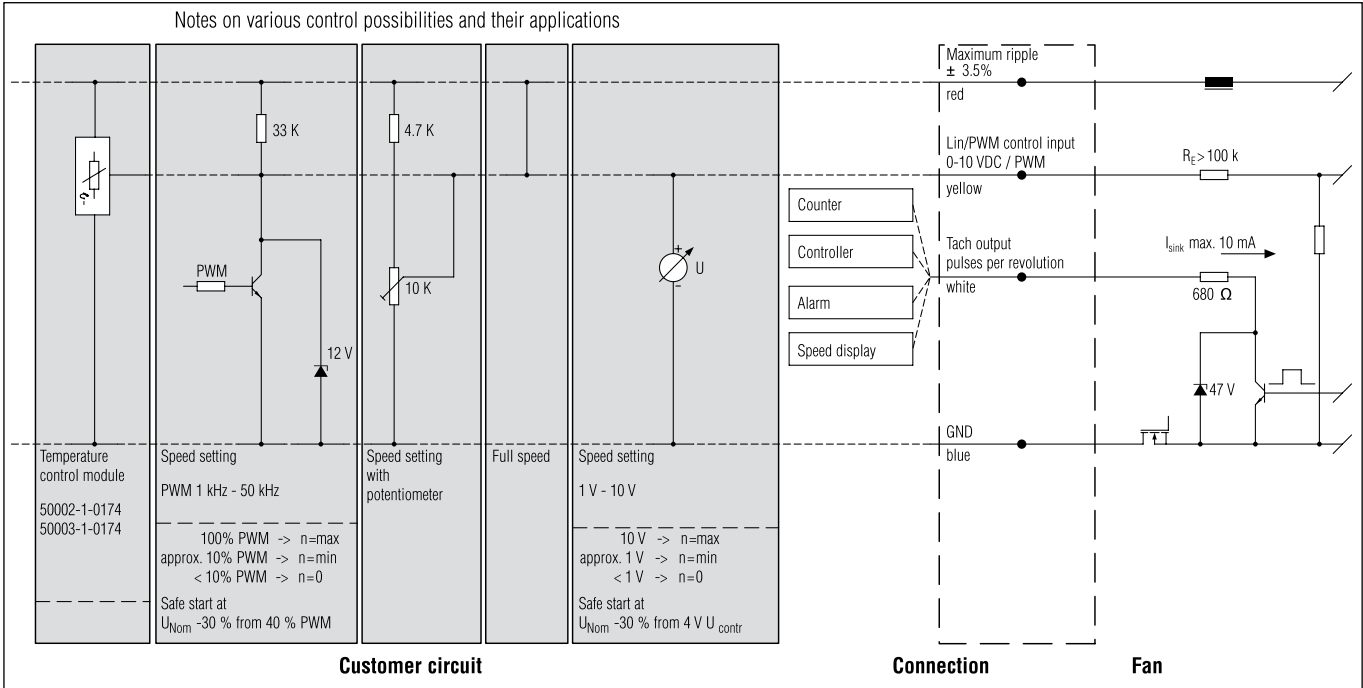 Notes on various control possibilities and their applications
33 K
4.7 K
PWM
10 K
12 V
+
U
-
Temperature
control module
50002-1-0174
50003-1-0174
Speed setting
PWM 1 kHz - 50 kHz
100% PWM -> n=max
approx. 10% PWM -> n=min
< 10% PWM -> n=0
Safe start at
UNom -30 % from 40 % PWM
Speed setting
with
potentiometer
Full speed
Speed setting
1 V - 10 V
10 V -> n=max
approx. 1 V -> n=min
< 1 V -> n=0
Safe start at
UNom -30 % from 4 V U contr
Counter
Controller
Alarm
Speed display
Maximum ripple
± 3.5%
red
Lin/PWM control input
0-10 VDC / PWM
yellow
Tach output
pulses per revolution
white
GND
blue
RE>100 k
Isink max. 10 mA
680 Ω
47 V
Customer circuit
Connection
Fan